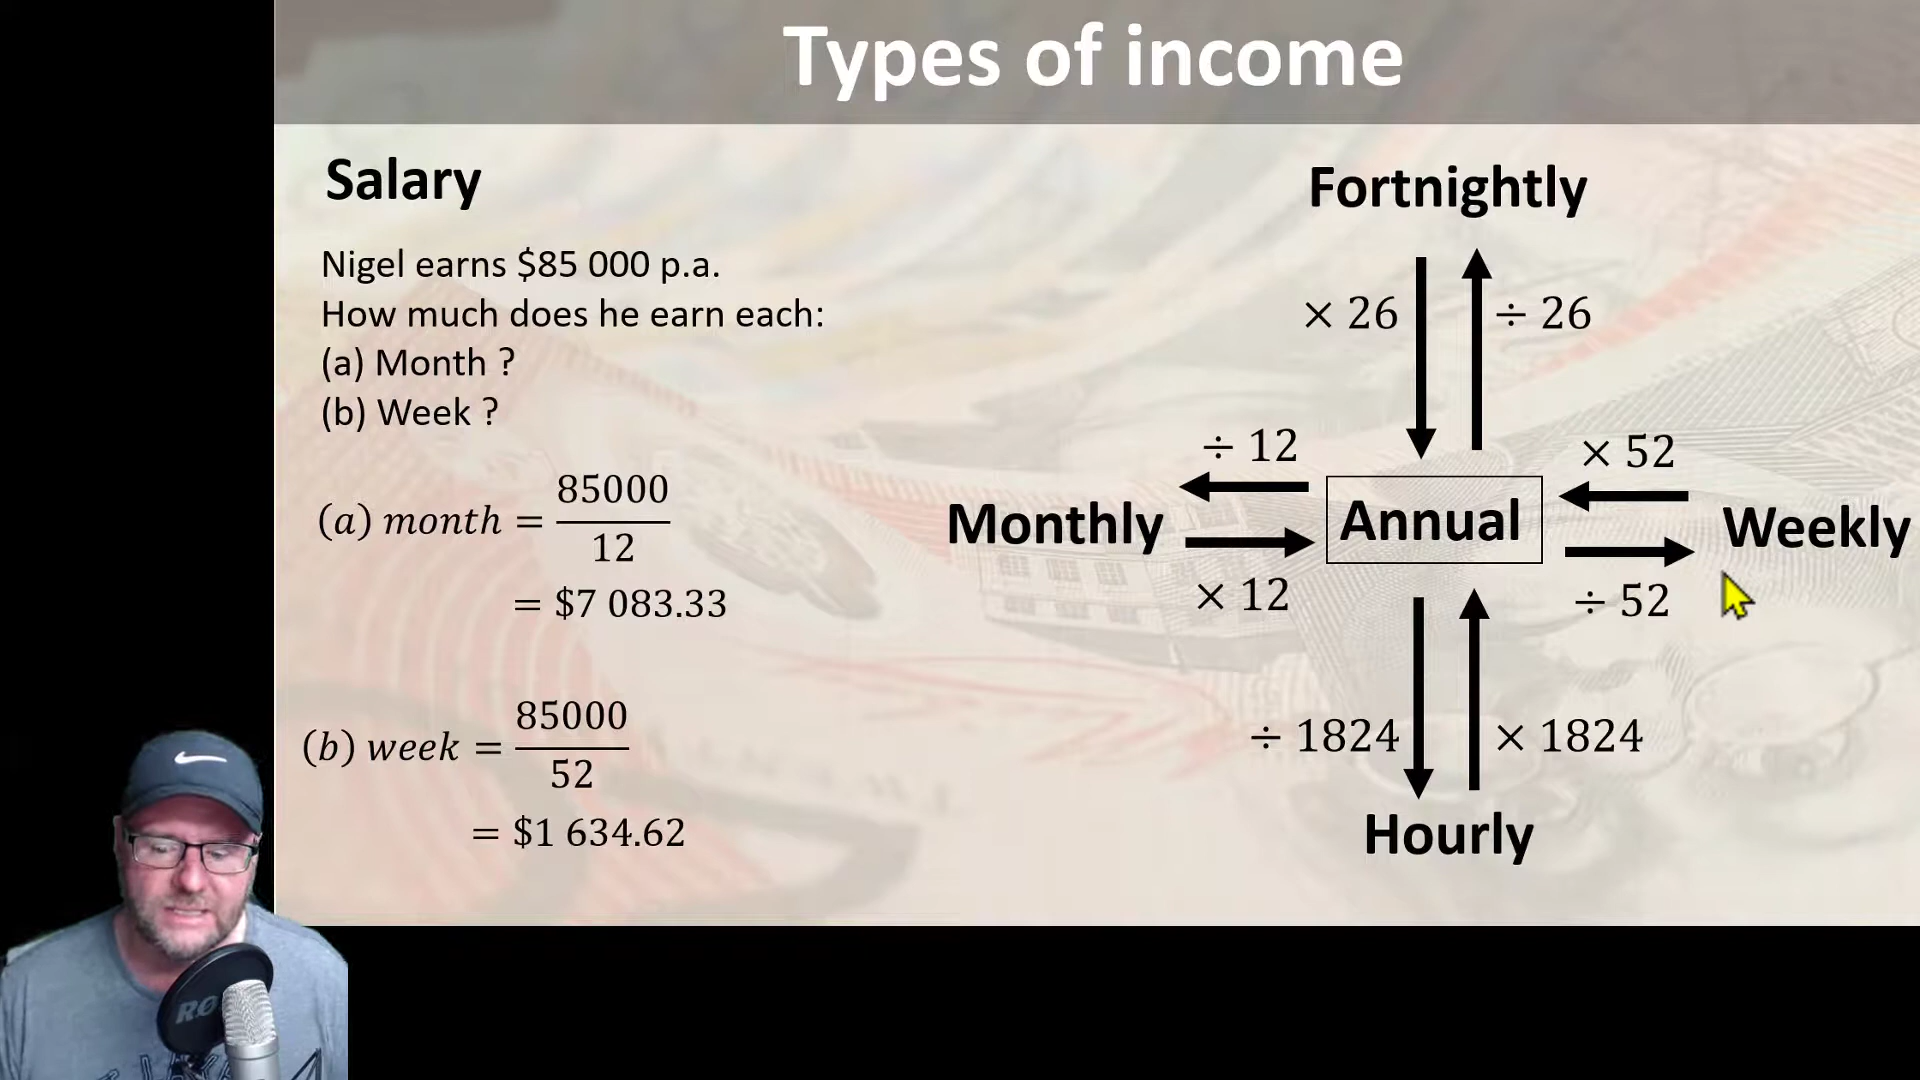 Types of income
Salary
Nigel earns $85 000 p.a.
How much does he earn each:
(a) Month ?
(b) Week ?
(a) month = 85000
12
= $7 083.33
(b) week = 85000
52
= $1 634.62
Fortnightly
× 26
÷ 26
÷ 12
× 52
Monthly
Annual
Weekly
× 12
÷ 52
÷ 1824
× 1824
Hourly